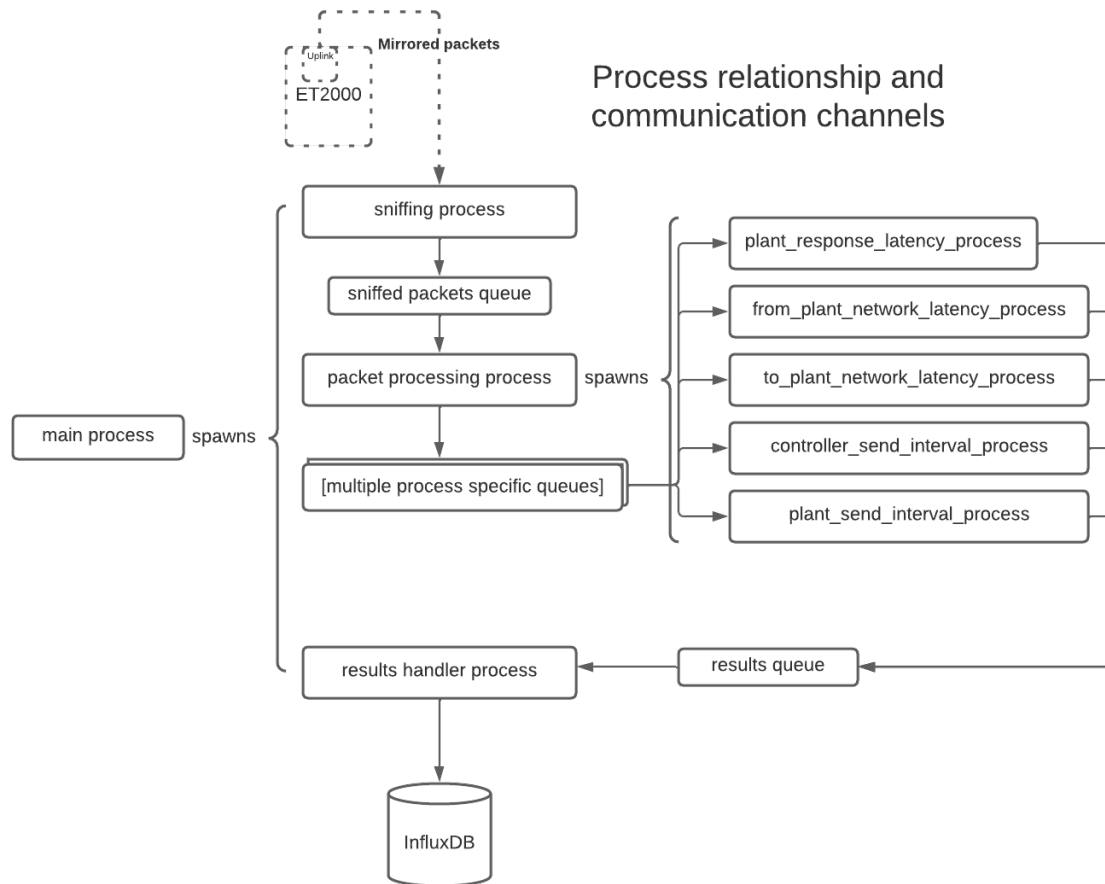 Mirrored packets
Uplink
ET2000
Process relationship and
communication channels
sniffing process
plant_response_latency_process
sniffed packets queue
from_plant_network_latency_process
packet processing process
spawns
to_plant_network_latency_process
main process
spawns
controller_send_interval_process
[multiple process specific queues]
plant_send_interval_process
results handler process
results queue
InfluxDB